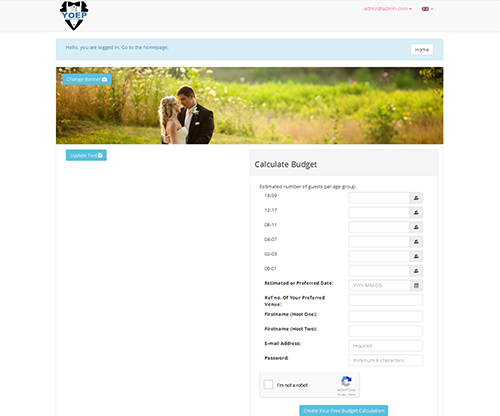 YOEP
admin@admin.com
Hello, you are logged in. Go to the homepage.
Home
Change Banner
Update Text
Calculate Budget
Estimated number of guests per age group
18-99
12-17
08-11
04-07
02-03
00-01
Estimated or Preferred Date:
YYYY-MM-DD
Ref no. Of Your Preferred
Venue:
Firstname (Host One):
Firstname (Host Two):
E-mail Address:
required
Password:
minimum 6 characters
I'm not a robot
reCAPTCHA
Privacy - Terms
Create Your Free Budget Calculation